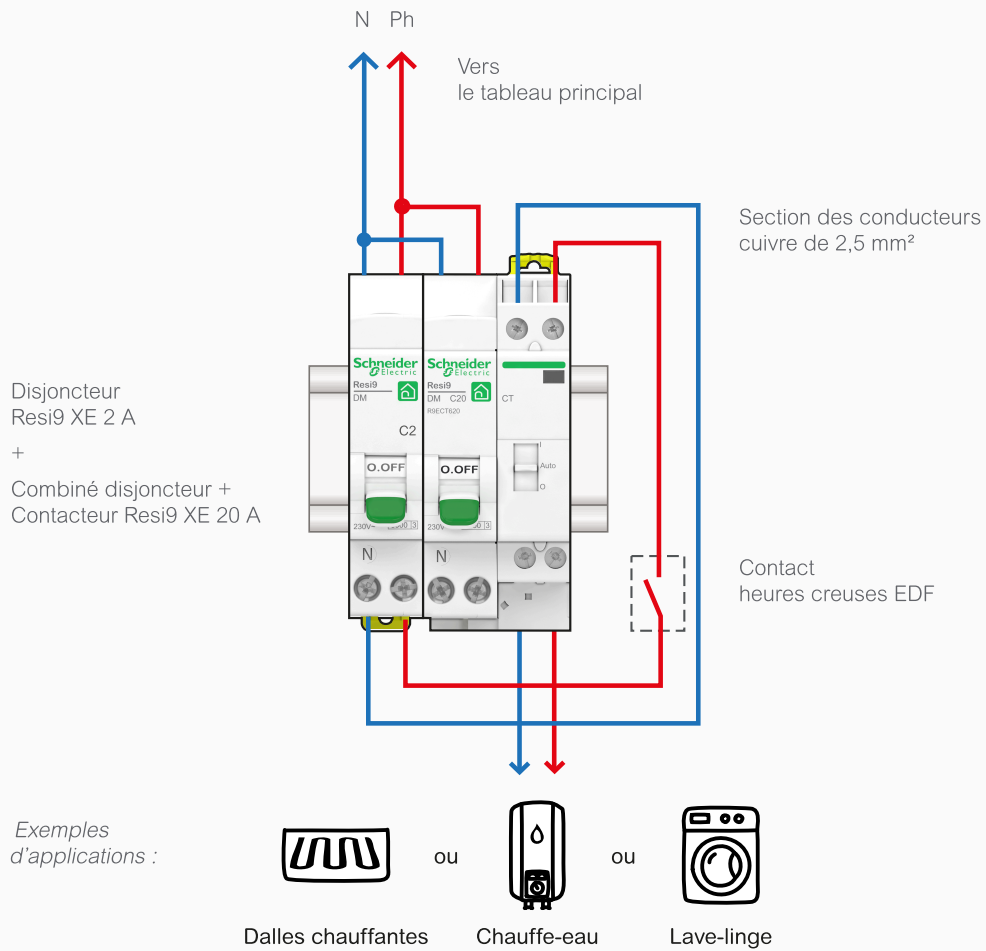 N Ph
Vers
le tableau principal
Section des conducteurs
cuivre de 2,5 mm²
Disjoncteur
Resi9 XE 2 A
+
Combiné disjoncteur +
Contacteur Resi9 XE 20 A
Schneider
Electric
Resi9
DM
C2
O.OFF
230V~
N
Schneider
Electric
Resi9
DM C20
R9ECT620
O.OFF
230V
N
CT
I
Auto
O
Contact
heures creuses EDF
Exemples
d'applications :
ou
ou
Dalles chauffantes
Chauffe-eau
Lave-linge